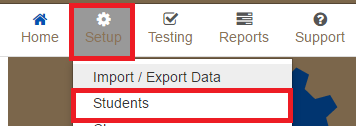 Home Setup Testing Reports Support
Import / Export Data
Students